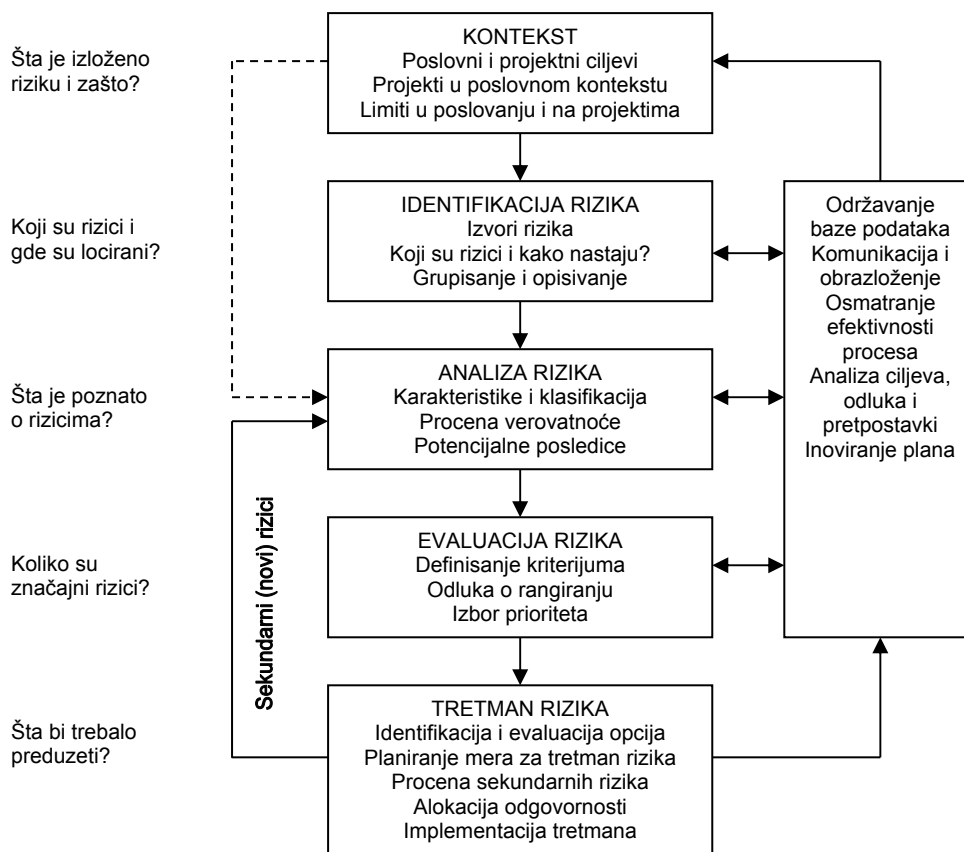 Šta je izloženo
riziku i zašto?
KONTEKST
Poslovni i projektni ciljevi
Projekti u poslovnom kontekstu
Limiti u poslovanju i na projektima
Koji su rizici i
gde su locirani?
IDENTIFIKACIJA RIZIKA
Izvori rizika
Koji su rizici i kako nastaju?
Grupisanje i opisivanje
Održavanje
baze podataka
Komunikacija i
obrazloženje
Osmatranje
efektivnosti
procesa
Analiza ciljeva,
odluka i
pretpostavki
Inoviranje plana
Šta je poznato
o rizicima?
ANALIZA RIZIKA
Karakteristike i klasifikacija
Procena verovatnoće
Potencijalne posledice
Sekundarni (novi) rizici
Koliko su
značajni rizici?
EVALUACIJA RIZIKA
Definisanje kriterijuma
Odluka o rangiranju
Izbor prioriteta
Šta bi trebalo
preduzeti?
TRETMAN RIZIKA
Identifikacija i evaluacija opcija
Planiranje mera za tretman rizika
Procena sekundarnih rizika
Alokacija odgovornosti
Implementacija tretmana